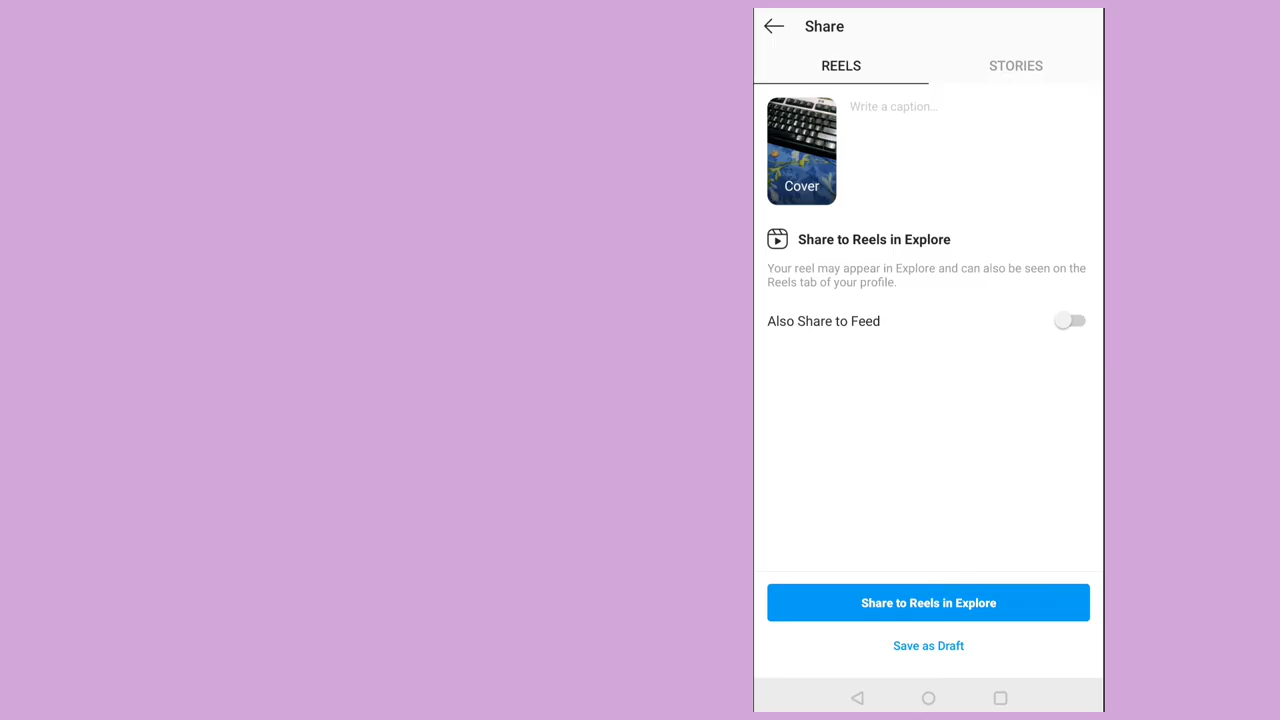 Share
REELS
STORIES
Write a caption...
Cover
Share to Reels in Explore
Your reel may appear in Explore and can also be seen on the
Reels tab of your profile.
Also Share to Feed
Share to Reels in Explore
Save as Draft